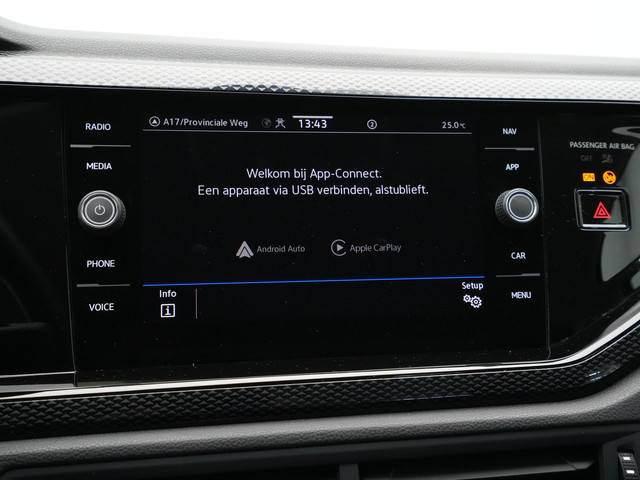 RADIO
MEDIA
PHONE
VOICE
A17/Provinciale Weg
13:43
2
25.0°C
Welkom bij App-Connect.
Een apparaat via USB verbinden, alstublieft.
Android Auto
Apple CarPlay
Info
i
Setup
NAV
APP
CAR
MENU
PASSENGER AIR BAG
OFF
ON